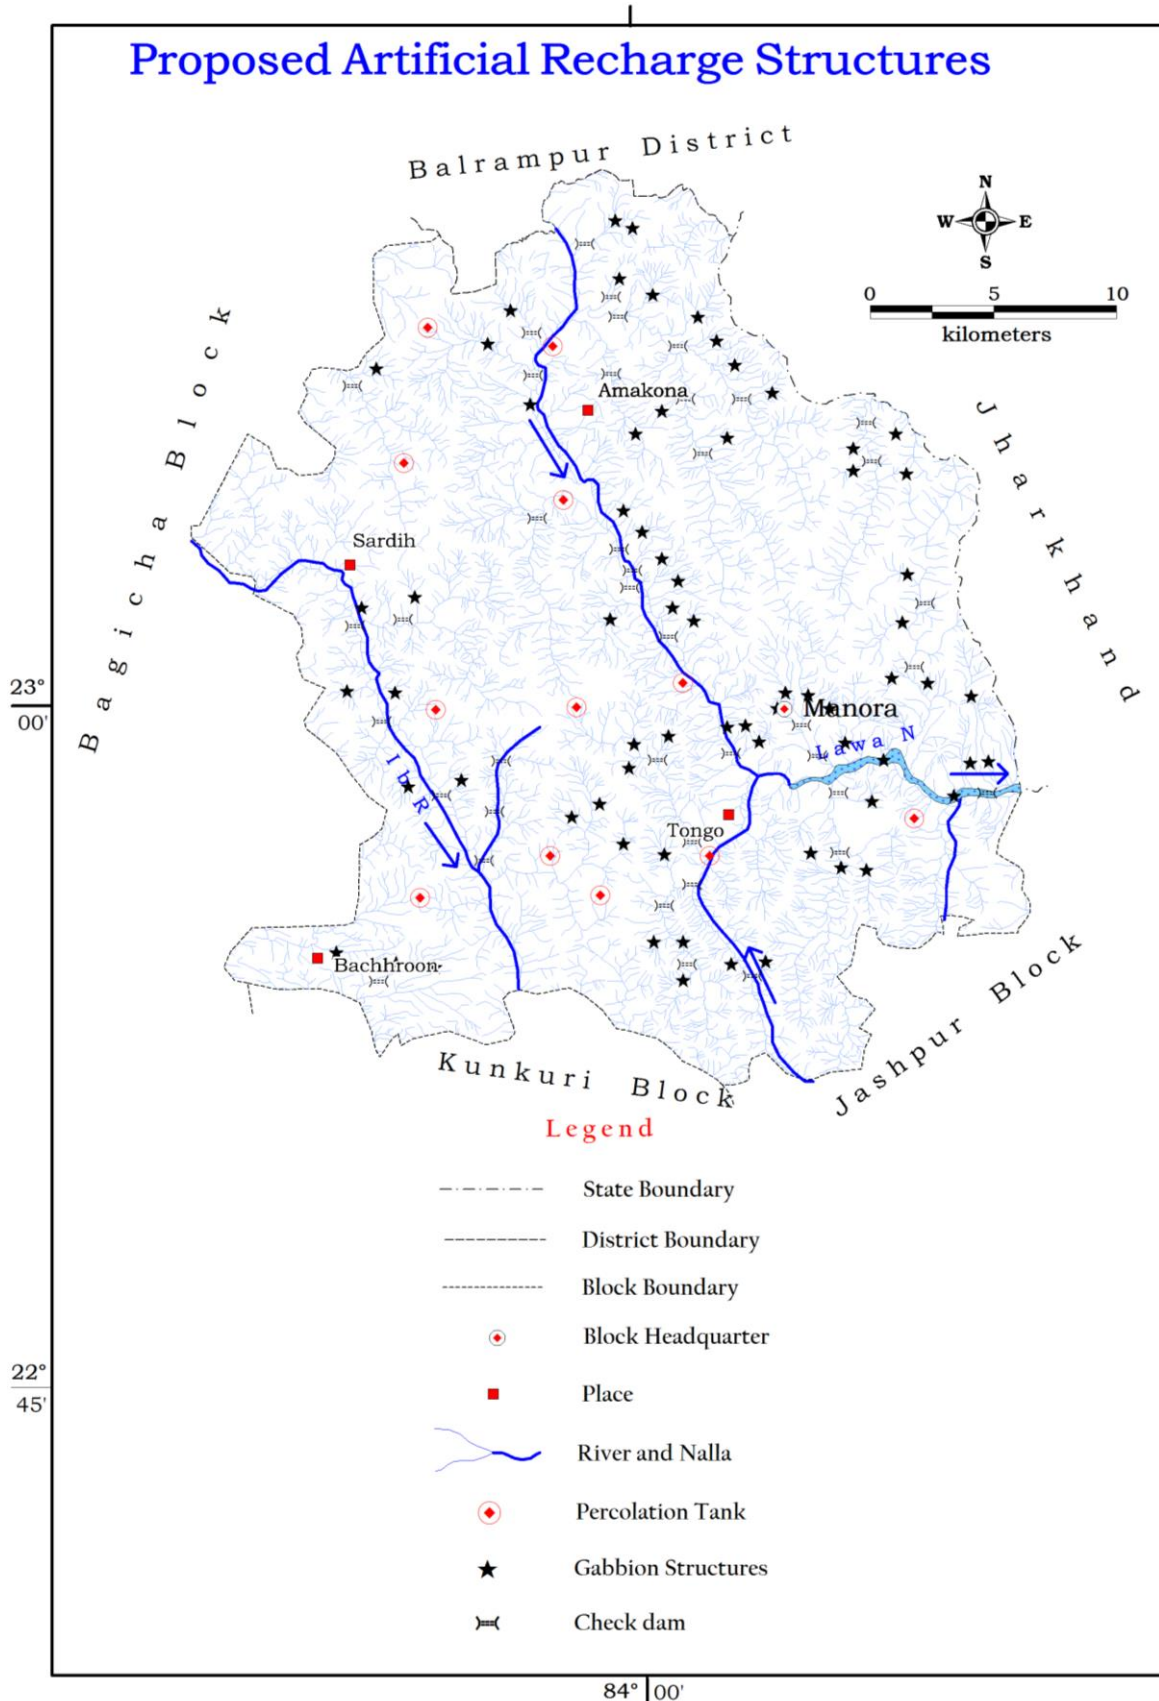 Proposed Artificial Recharge Structures
Balrampur District
N
W E
S
0 5 10
kilometers
Bagicha Block
Jharkhand
Amakona
Sardih
23°
00'
Manora
Lawa N
Ib R
Tongo
Bachhroon
Jashpur Block
Kunkuri Block
Legend
State Boundary
District Boundary
Block Boundary
Block Headquarter
22°
45'
Place
River and Nalla
Percolation Tank
Gabbion Structures
Check dam
84° 00'